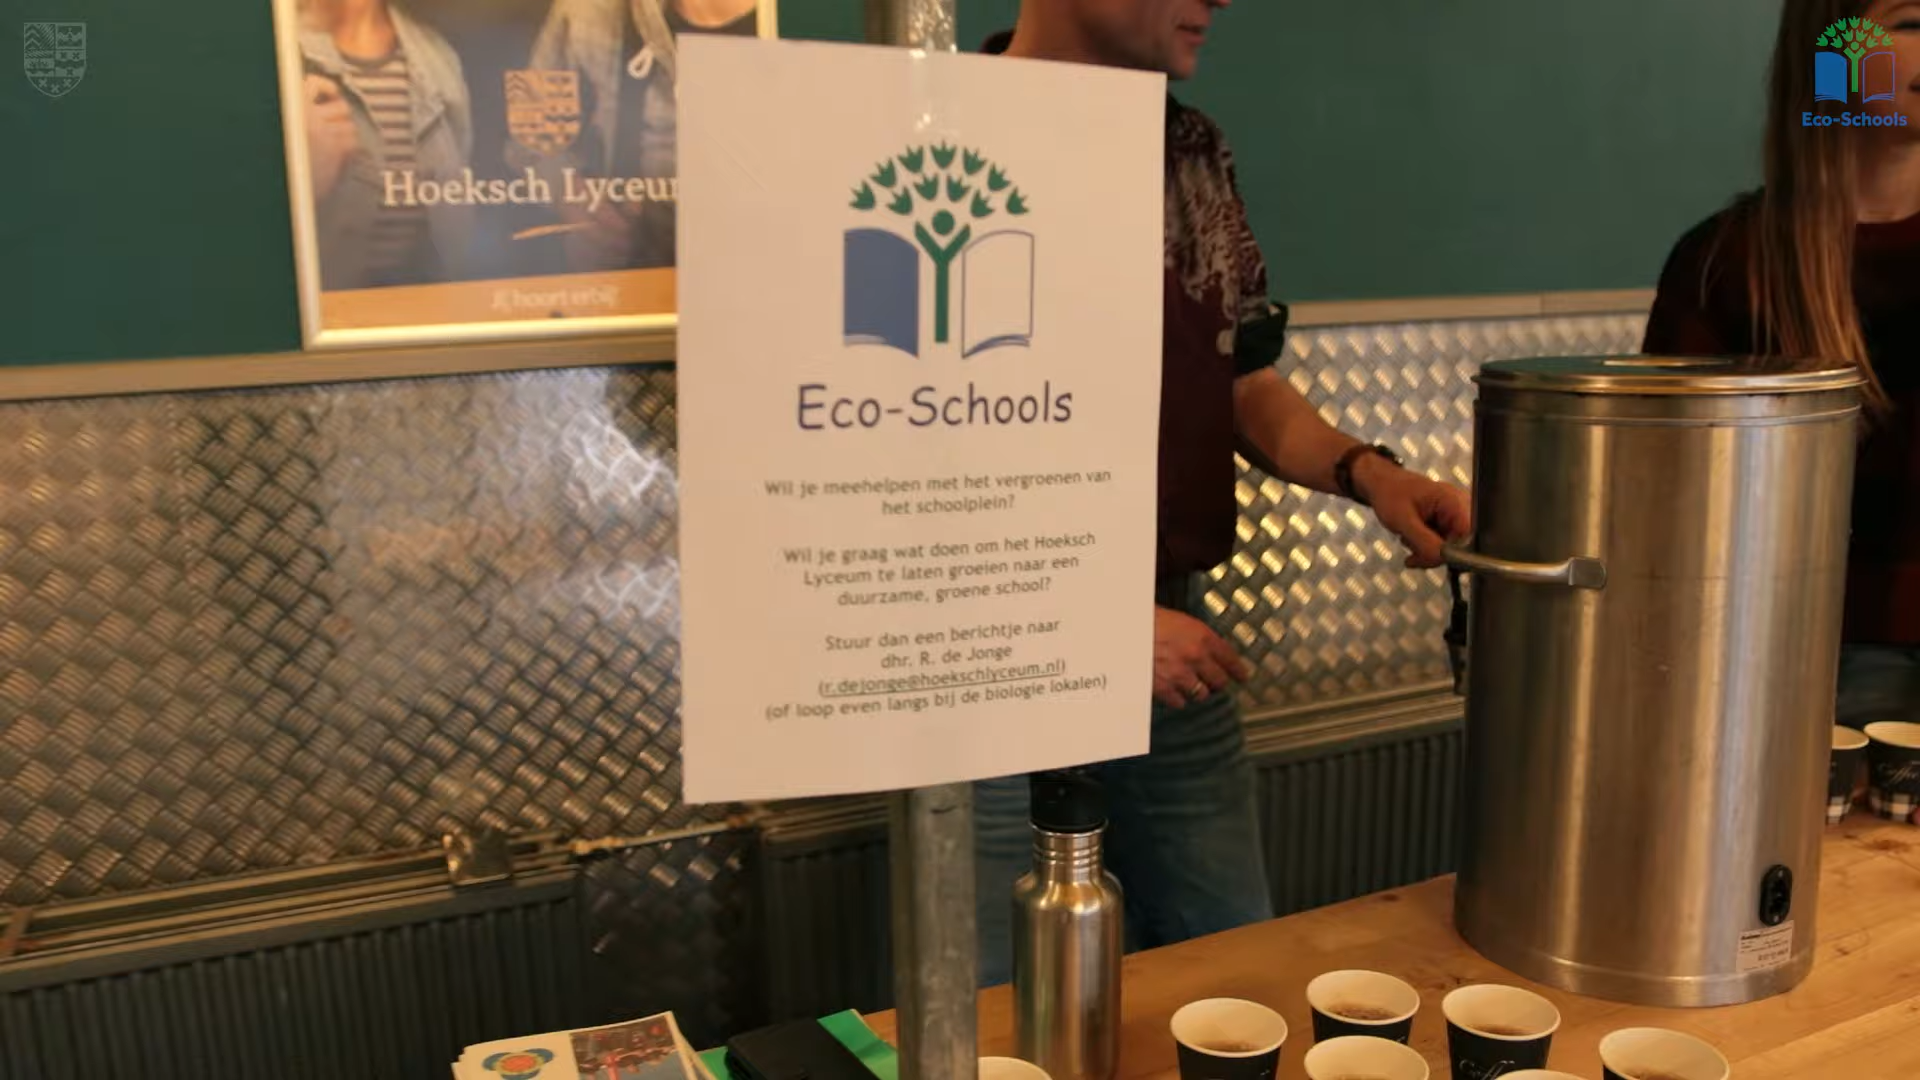 Eco-Schools
Hoeksch Lyceum
Jij hoort erbij!
Eco-Schools
Wil je meehelpen met het vergroenen van
het schoolplein?
Wil je graag wat doen om het Hoeksch
Lyceum te laten groeien naar een
duurzame, groene school?
Stuur dan een berichtje naar
dhr. R. de Jonge
(r.dejonge@hoekschlyceum.nl)
(of loop even langs bij de biologie lokalen)
Coffee